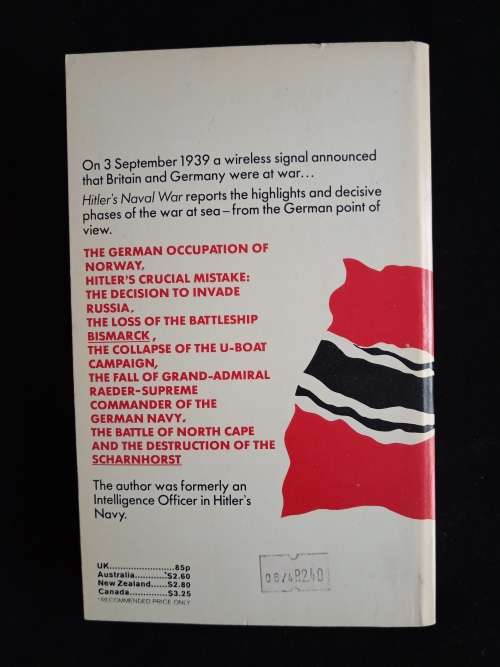 On 3 September 1939 a wireless signal announced
that Britain and Germany were at war...
Hitler's Naval War reports the highlights and decisive
phases of the war at sea – from the German point of
view.
THE GERMAN OCCUPATION OF
NORWAY,
HITLER'S CRUCIAL MISTAKE:
THE DECISION TO INVADE
RUSSIA,
THE LOSS OF THE BATTLESHIP
BISMARCK,
THE COLLAPSE OF THE U-BOAT
CAMPAIGN,
THE FALL OF GRAND-ADMIRAL
RAEDER-SUPREME
COMMANDER OF THE
GERMAN NAVY,
THE BATTLE OF NORTH CAPE
AND THE DESTRUCTION OF THE
SCHARNHORST
The author was formerly an
Intelligence Officer in Hitler's
Navy.
UK........................85p
Australia...........*$2.60
New Zealand.....$2.80
Canada.............$3.25
*RECOMMENDED PRICE ONLY